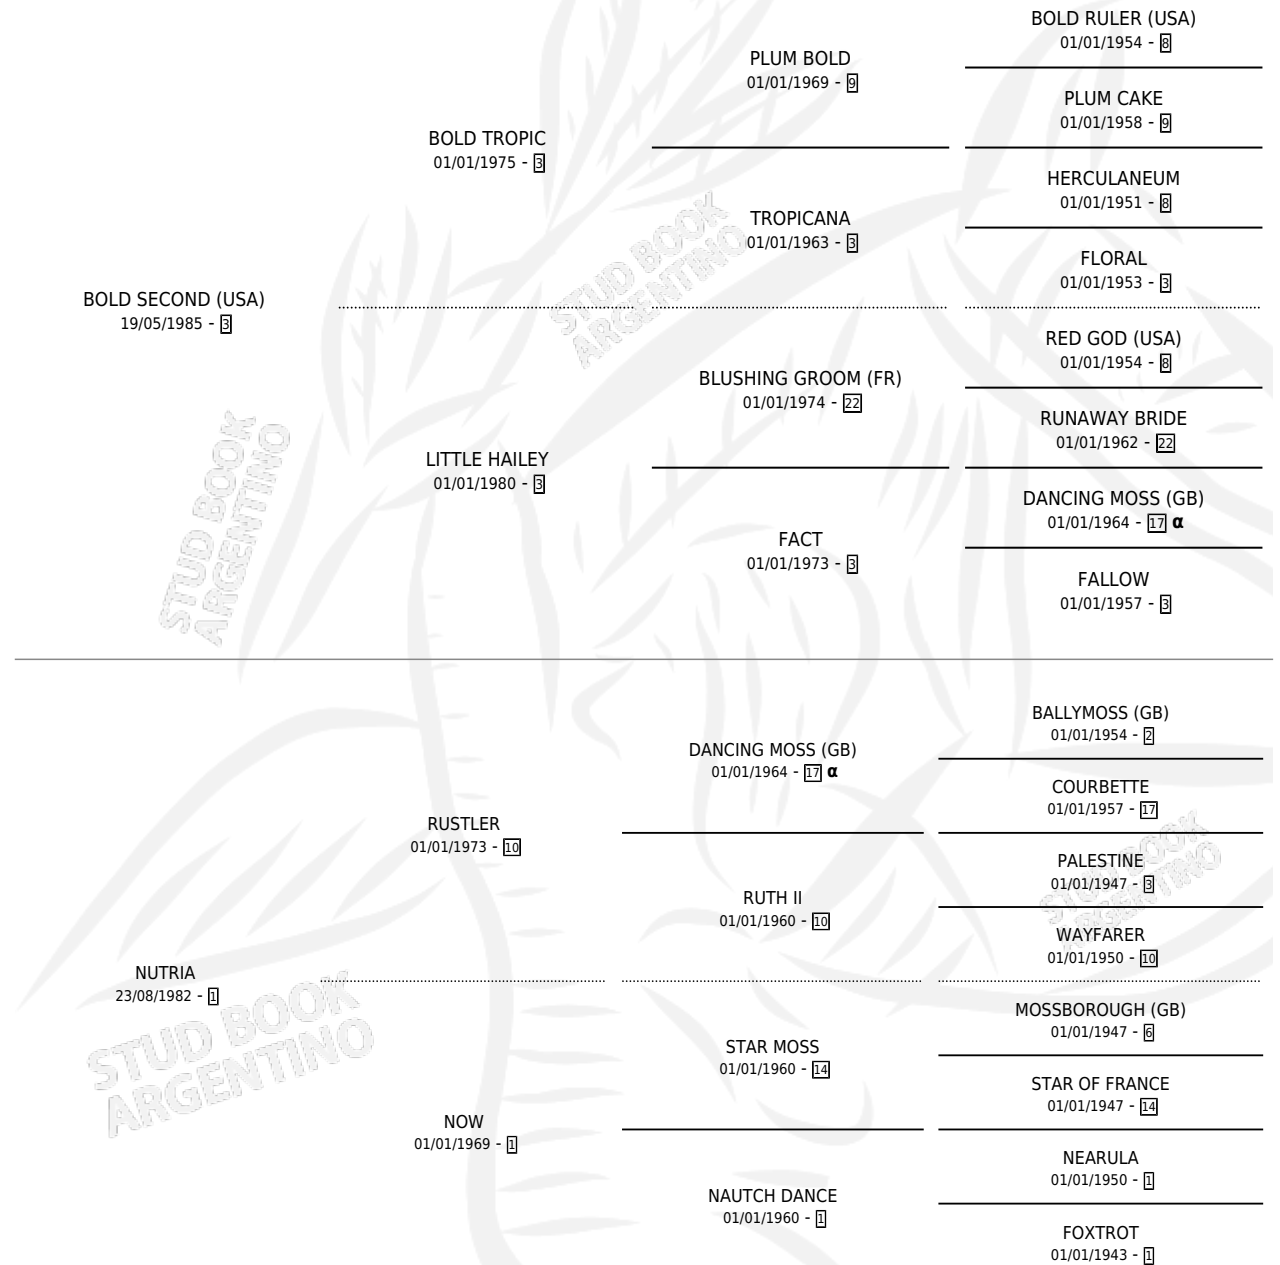 BOLD RULER (USA)
01/01/1954 - 8
PLUM BOLD
01/01/1969 - 9
PLUM CAKE
01/01/1958 - 9
BOLD TROPIC
01/01/1975 - 3
HERCULANEUM
01/01/1951 - 8
TROPICANA
01/01/1963 - 3
FLORAL
01/01/1953 - 3
BOLD SECOND (USA)
19/05/1985 - 3
RED GOD (USA)
01/01/1954 - 8
BLUSHING GROOM (FR)
01/01/1974 - 22
RUNAWAY BRIDE
01/01/1962 - 22
LITTLE HAILEY
01/01/1980 - 3
DANCING MOSS (GB)
01/01/1964 - 17 α
FACT
01/01/1973 - 3
FALLOW
01/01/1957 - 3
BALLYMOSS (GB)
01/01/1954 - 2
DANCING MOSS (GB)
01/01/1964 - 17 α
COURBETTE
01/01/1957 - 17
RUSTLER
01/01/1973 - 10
PALESTINE
01/01/1947 - 3
RUTH II
01/01/1960 - 10
WAYFARER
01/01/1950 - 10
NUTRIA
23/08/1982 - 1
MOSSBOROUGH (GB)
01/01/1947 - 6
STAR MOSS
01/01/1960 - 14
STAR OF FRANCE
01/01/1947 - 14
NOW
01/01/1969 - 1
NEARULA
01/01/1950 - 1
NAUTCH DANCE
01/01/1960 - 1
FOXTROT
01/01/1943 - 1
STUD BOOK
ARGENTINO
STUD BOOK
ARGENTINO
STUD BOOK
ARGENTINO
STUD BOOK
ARGENTINO